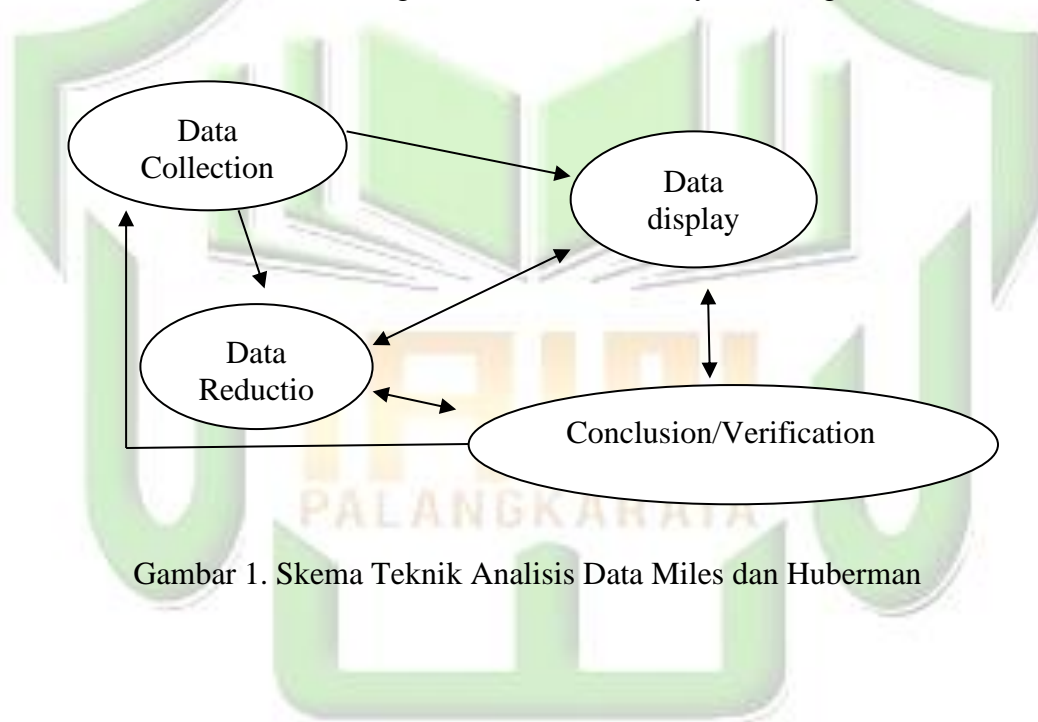 Data
Collection
Data
display
Data
Reductio
Conclusion/Verification
PALANGKARAYA
Gambar 1. Skema Teknik Analisis Data Miles dan Huberman